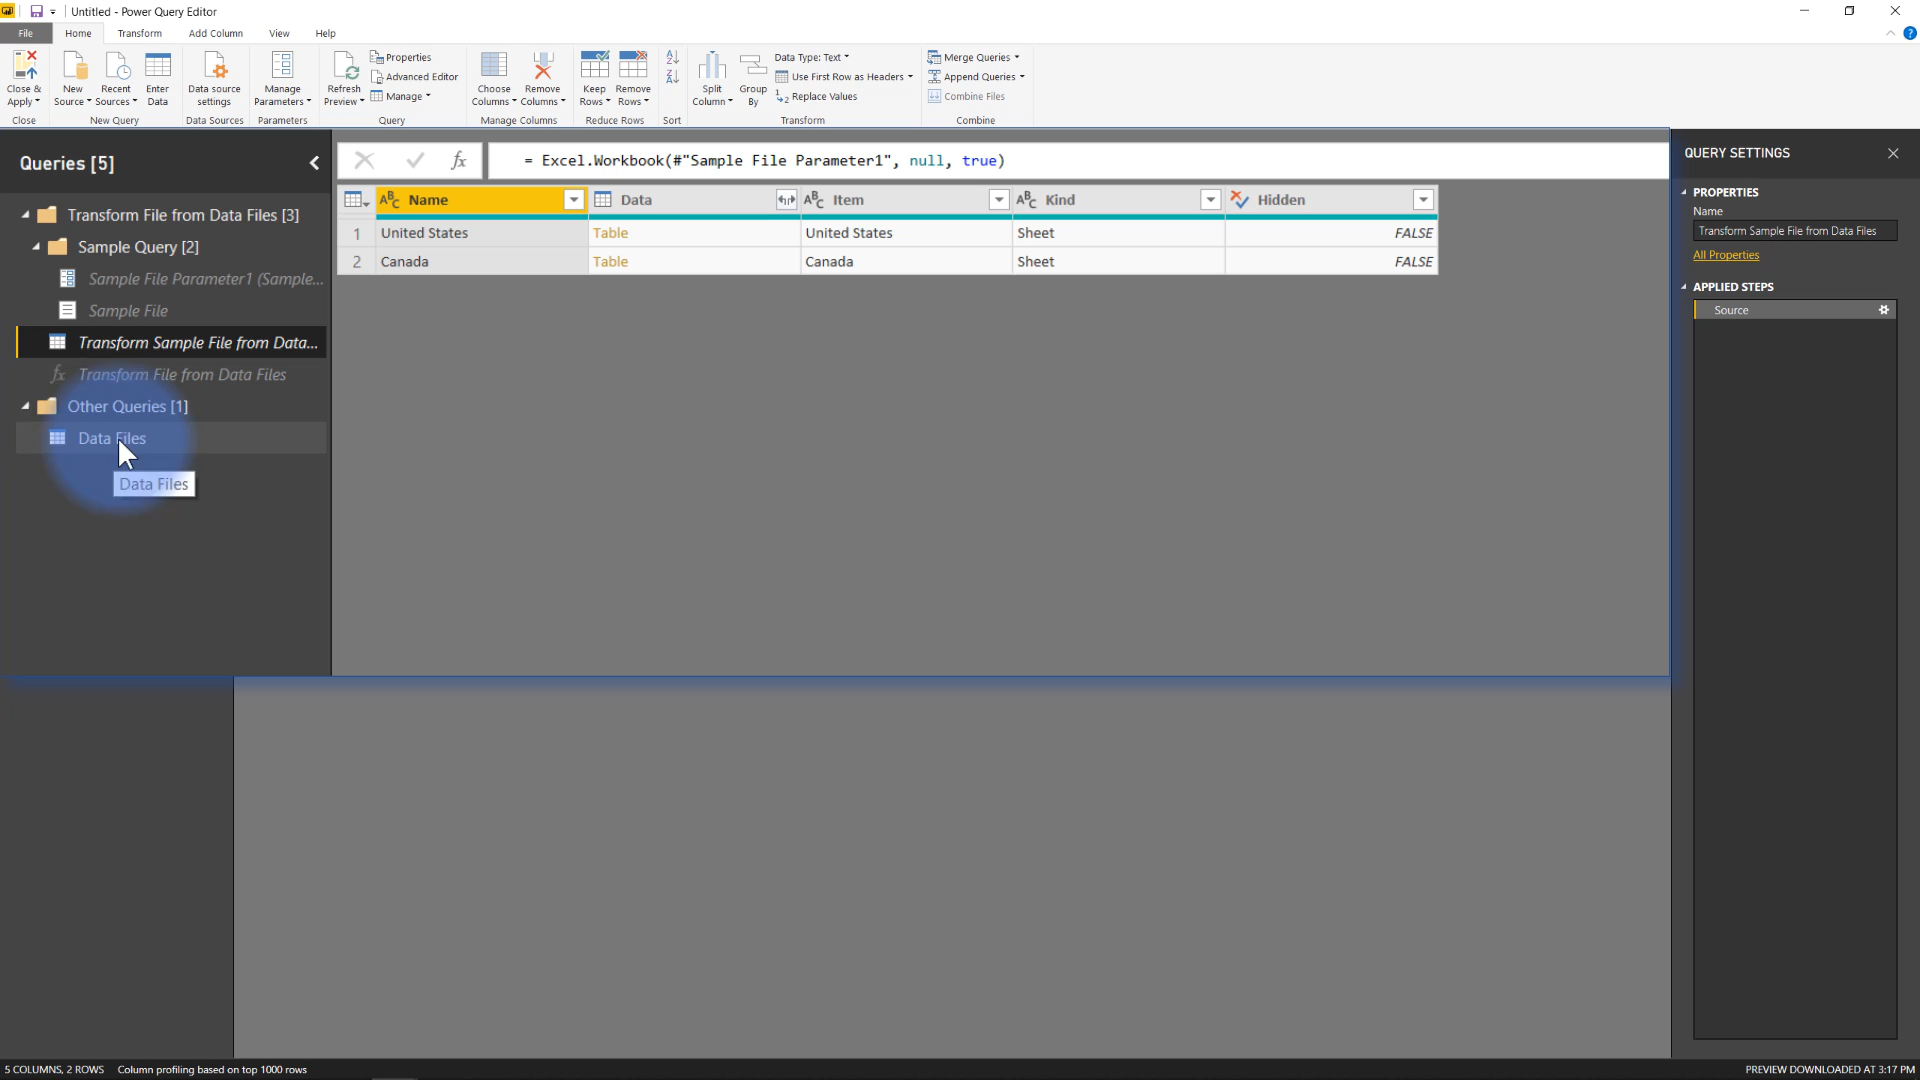 Untitled - Power Query Editor
File Home Transform Add Column View Help
Close & Apply
New Source
Recent Sources
Enter Data
Data source settings
Manage Parameters
Refresh Preview
Properties
Advanced Editor
Manage
Choose Columns
Remove Columns
Keep Rows
Remove Rows
Split Column
Group By
Data Type: Text
Use First Row as Headers
Replace Values
Merge Queries
Append Queries
Combine Files
Close New Query Data Sources Parameters Query Manage Columns Reduce Rows Sort Transform Combine
Queries [5]
Transform File from Data Files [3]
Sample Query [2]
Sample File Parameter1 (Sample...
Sample File
Transform Sample File from Data...
fx Transform File from Data Files
Other Queries [1]
Data Files
Data Files
fx = Excel.Workbook(#"Sample File Parameter1", null, true)
ABC Name Data ABC Item ABC Kind Hidden
1 United States Table United States Sheet FALSE
2 Canada Table Canada Sheet FALSE
QUERY SETTINGS
PROPERTIES
Name
Transform Sample File from Data Files
All Properties
APPLIED STEPS
Source
5 COLUMNS, 2 ROWS Column profiling based on top 1000 rows
PREVIEW DOWNLOADED AT 3:17 PM